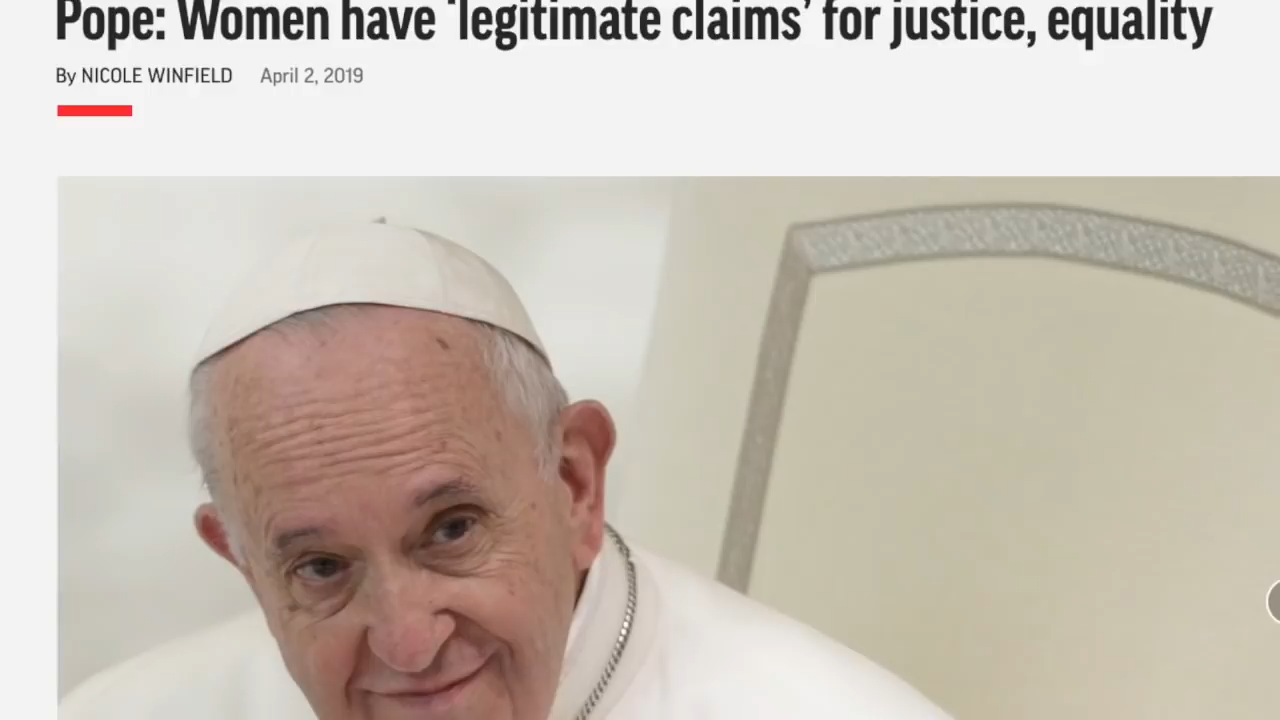 Pope: Women have ‘legitimate claims’ for justice, equality
By NICOLE WINFIELD April 2, 2019